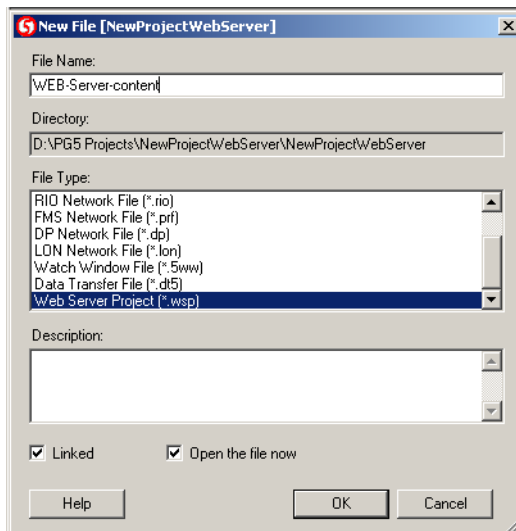 New File [NewProjectWebServer]
File Name:
WEB-Server-content
Directory:
D:\PG5 Projects\NewProjectWebServer\NewProjectWebServer
File Type:
RIO Network File (*.rio)
FMS Network File (*.prf)
DP Network File (*.dp)
LON Network File (*.lon)
Watch Window File (*.5ww)
Data Transfer File (*.dt5)
Web Server Project (*.wsp)
Description:
Linked
Open the file now
Help
OK
Cancel